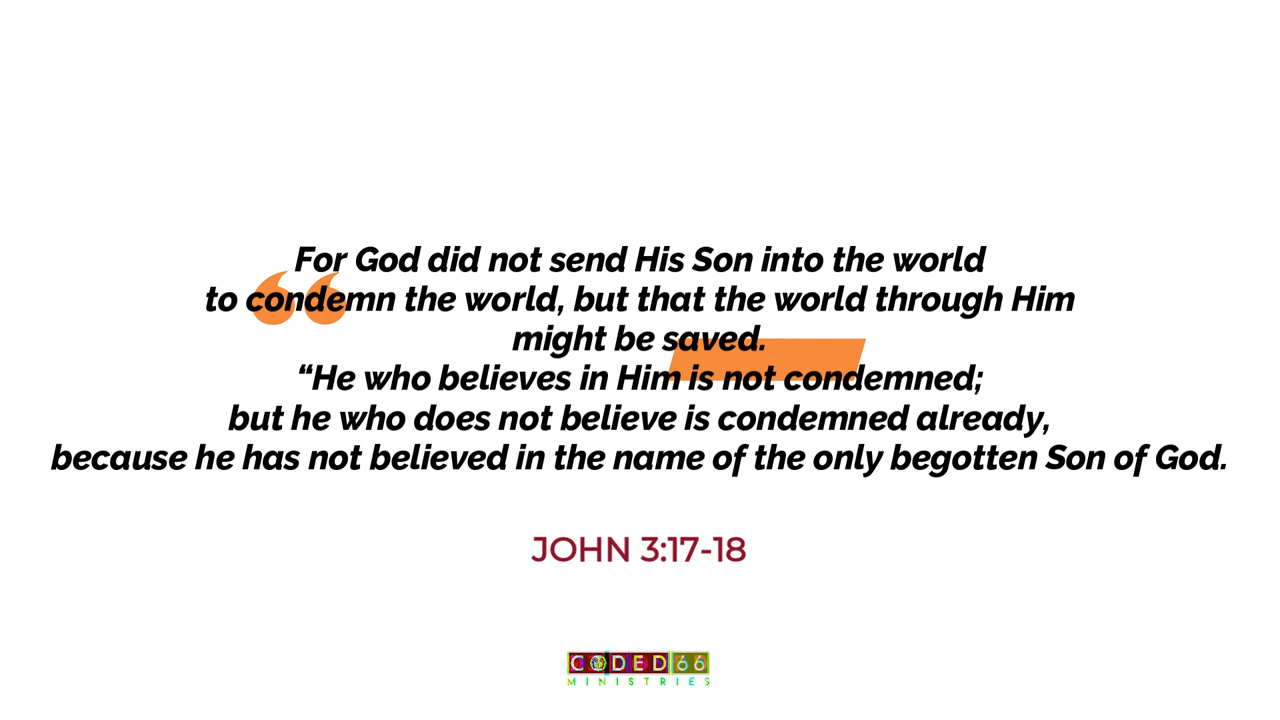 For God did not send His Son into the world
to condemn the world, but that the world through Him
might be saved.
“He who believes in Him is not condemned;
but he who does not believe is condemned already,
because he has not believed in the name of the only begotten Son of God.
JOHN 3:17-18
CODED 66
MINISTRIES